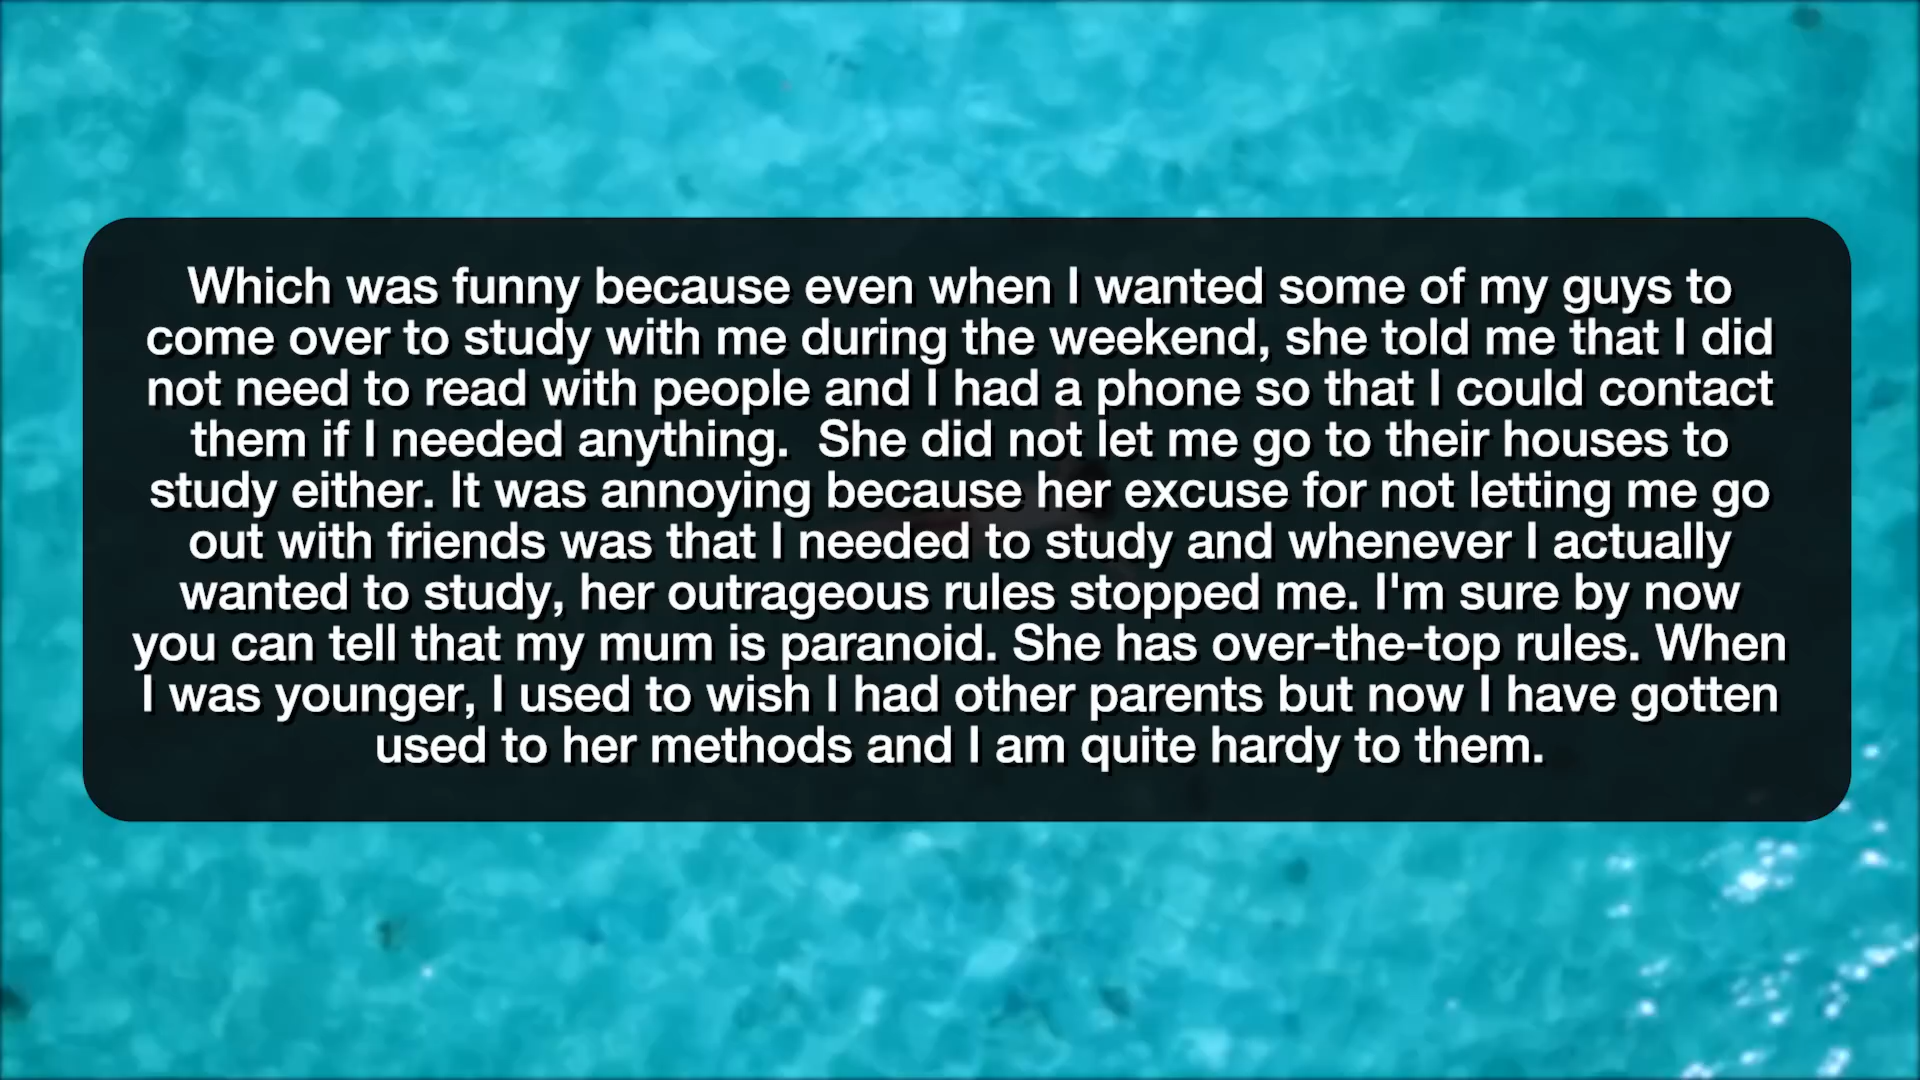 Which was funny because even when I wanted some of my guys to
come over to study with me during the weekend, she told me that I did
not need to read with people and I had a phone so that I could contact
them if I needed anything.  She did not let me go to their houses to
study either. It was annoying because her excuse for not letting me go
out with friends was that I needed to study and whenever I actually
wanted to study, her outrageous rules stopped me. I'm sure by now
you can tell that my mum is paranoid. She has over-the-top rules. When
I was younger, I used to wish I had other parents but now I have gotten
used to her methods and I am quite hardy to them.